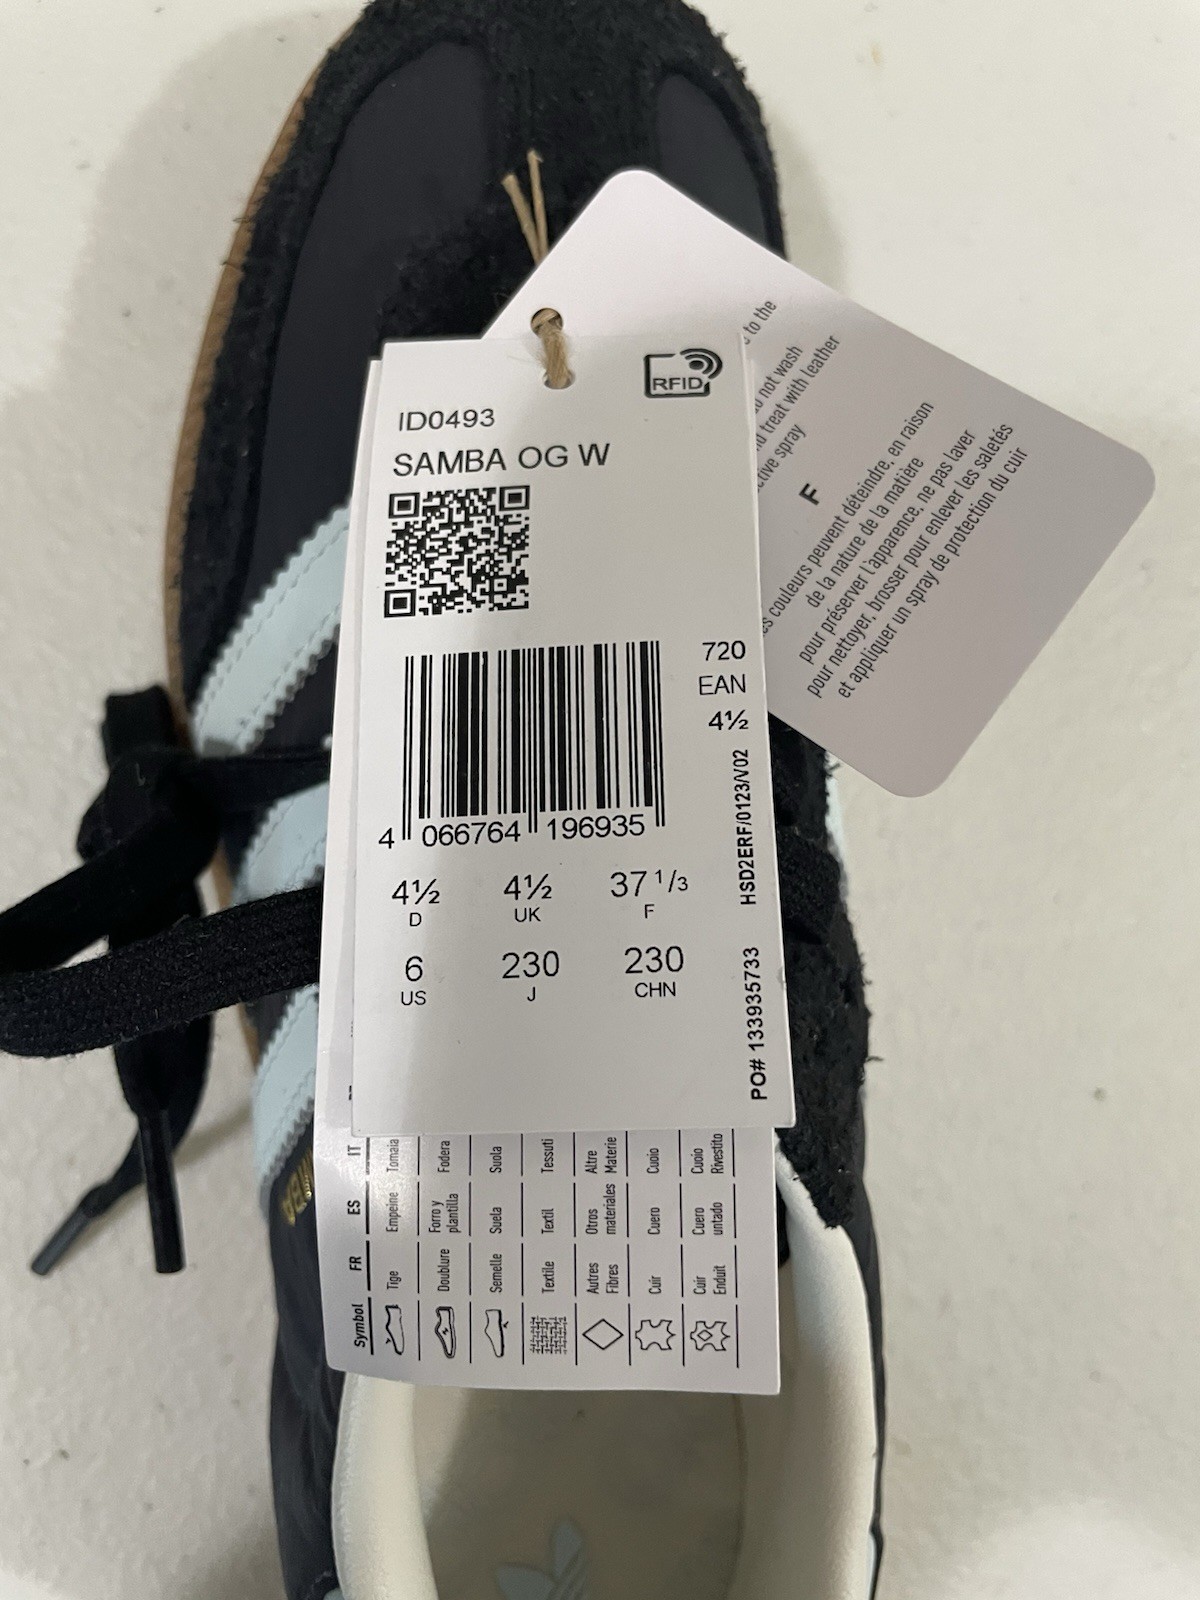 RFID
ID0493
SAMBA OG W
720
EAN
4½
4 066764 196935
4½ 4½ 37 1/3
D UK F
6 230 230
US J CHN
HSD2ERF/0123/V02
PO# 133935733
to the
not wash
treat with leather
spray
F
couleurs peuvent déteindre, en raison
de la nature de la matière
pour préserver l'apparence, ne pas laver
pour nettoyer, brosser pour enlever les saletés
et appliquer un spray de protection du cuir
Symbol FR ES IT
Tige Empeine Tomaia
Doublure Forro y plantilla Fodera
Semelle Suela Suola
Textile Textil Tessuti
Autres Fibres Otros materiales Altre Materie
Cuir Cuero Cuoio
Cuir Enduit Cuero untado Cuoio Rivestito